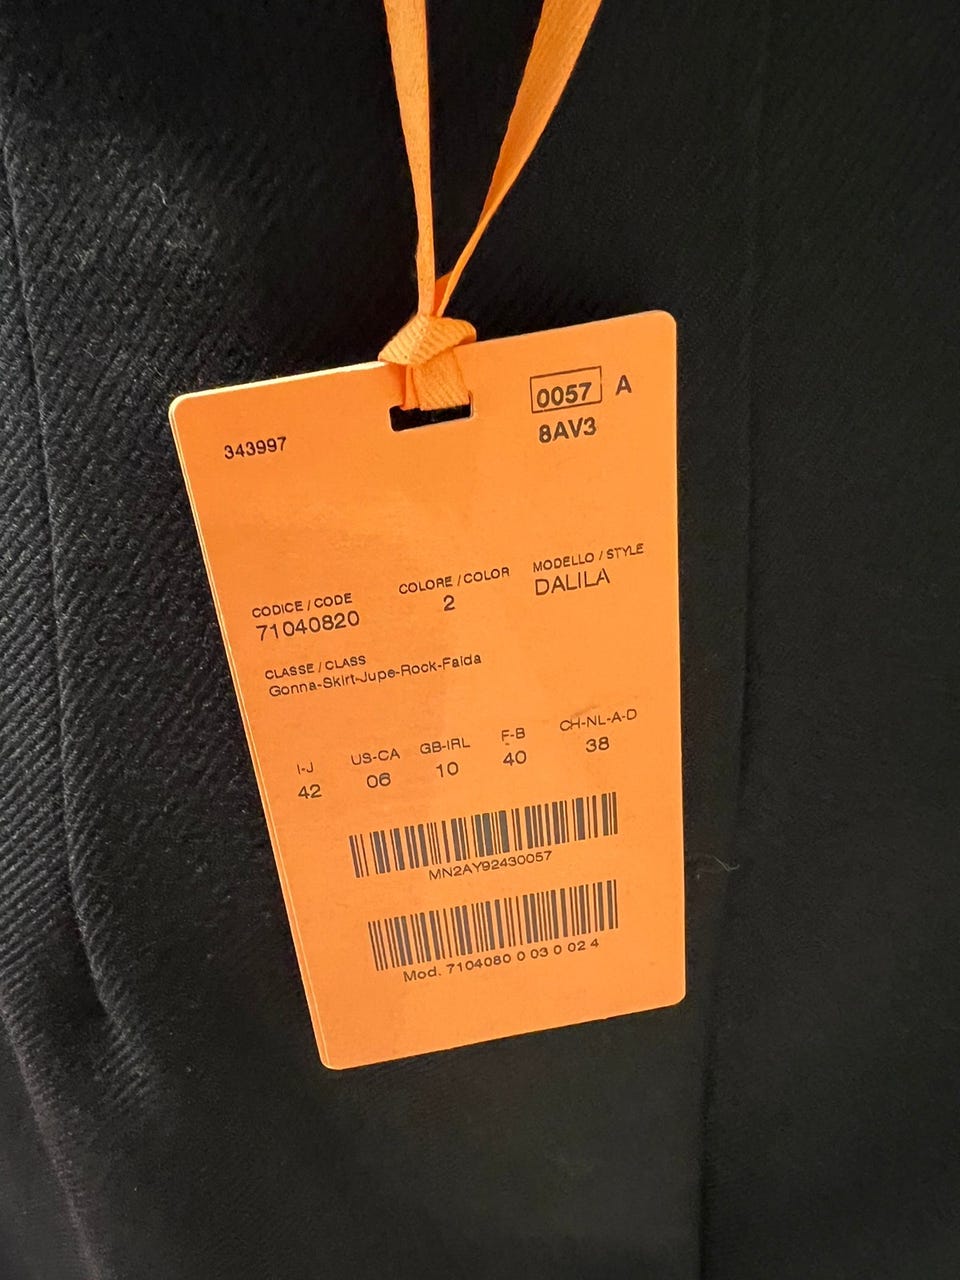 0057 A
343997
8AV3
CODICE / CODE COLORE / COLOR MODELLO / STYLE
71040820 2 DALILA
CLASSE / CLASS
Gonna-Skirt-Jupe-Rock-Falda
I-J US-CA GB-IRL F-B CH-NL-A-D
42 06 10 40 38
MN2AY92430057
Mod. 7104080 0 03 0 02 4